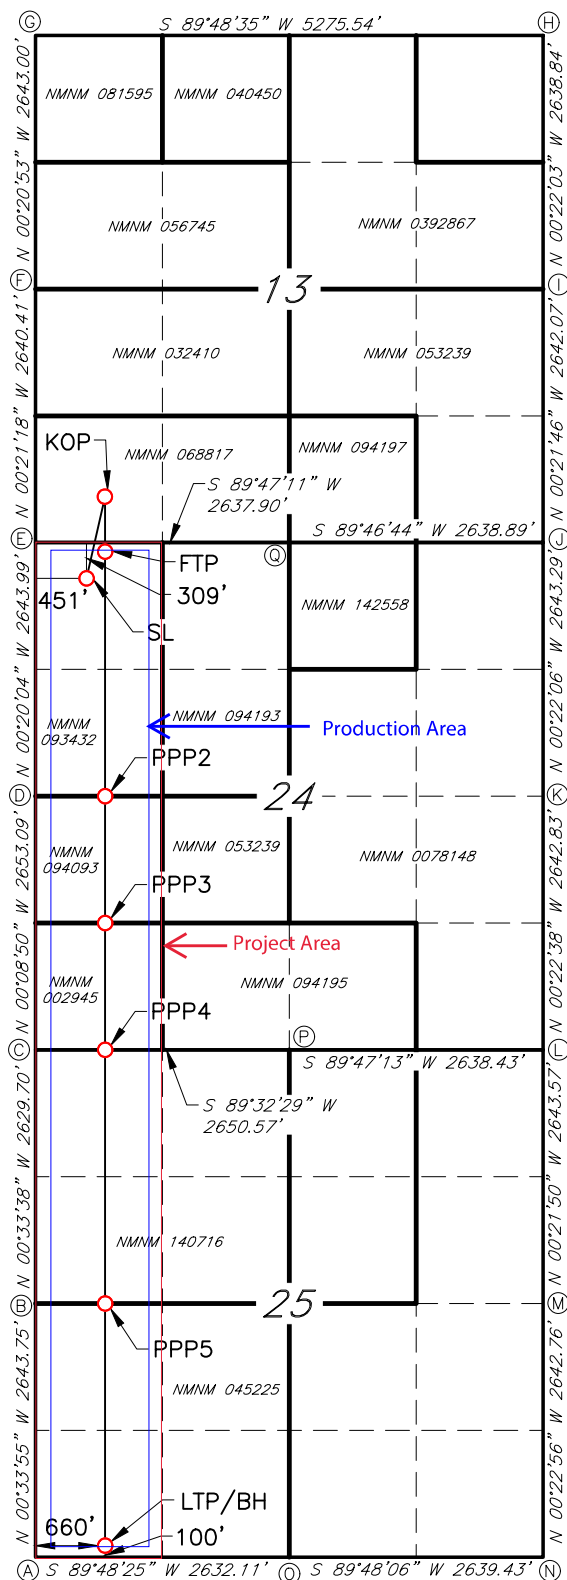 G
S 89°48'35" W 5275.54'
H
N 00°20'53" W 2643.00'
NMNM 081595
NMNM 040450
N 00°22'03" W 2638.84'
NMNM 056745
NMNM 0392867
F
13
I
N 00°21'18" W 2640.41'
NMNM 032410
NMNM 053239
N 00°21'46" W 2642.07'
KOP
NMNM 068817
NMNM 094197
S 89°47'11" W
2637.90'
E
Q
S 89°46'44" W 2638.89'
J
FTP
451'
309'
SL
NMNM 142558
N 00°20'04" W 2643.99'
N 00°22'06" W 2643.29'
NMNM
093432
NMNM 094193
Production Area
PPP2
D
24
K
N 00°08'50" W 2653.09'
NMNM
094093
NMNM 053239
NMNM 0078148
N 00°22'38" W 2642.83'
PPP3
Project Area
NMNM
002945
NMNM 094195
PPP4
C
P
S 89°47'13" W 2638.43'
L
S 89°32'29" W
2650.57'
N 00°33'38" W 2629.70'
N 00°21'50" W 2643.57'
NMNM 140716
B
25
M
PPP5
N 00°33'55" W 2643.75'
NMNM 045225
N 00°22'56" W 2642.76'
LTP/BH
660'
100'
A
S 89°48'25" W 2632.11'
O
S 89°48'06" W 2639.43'
N